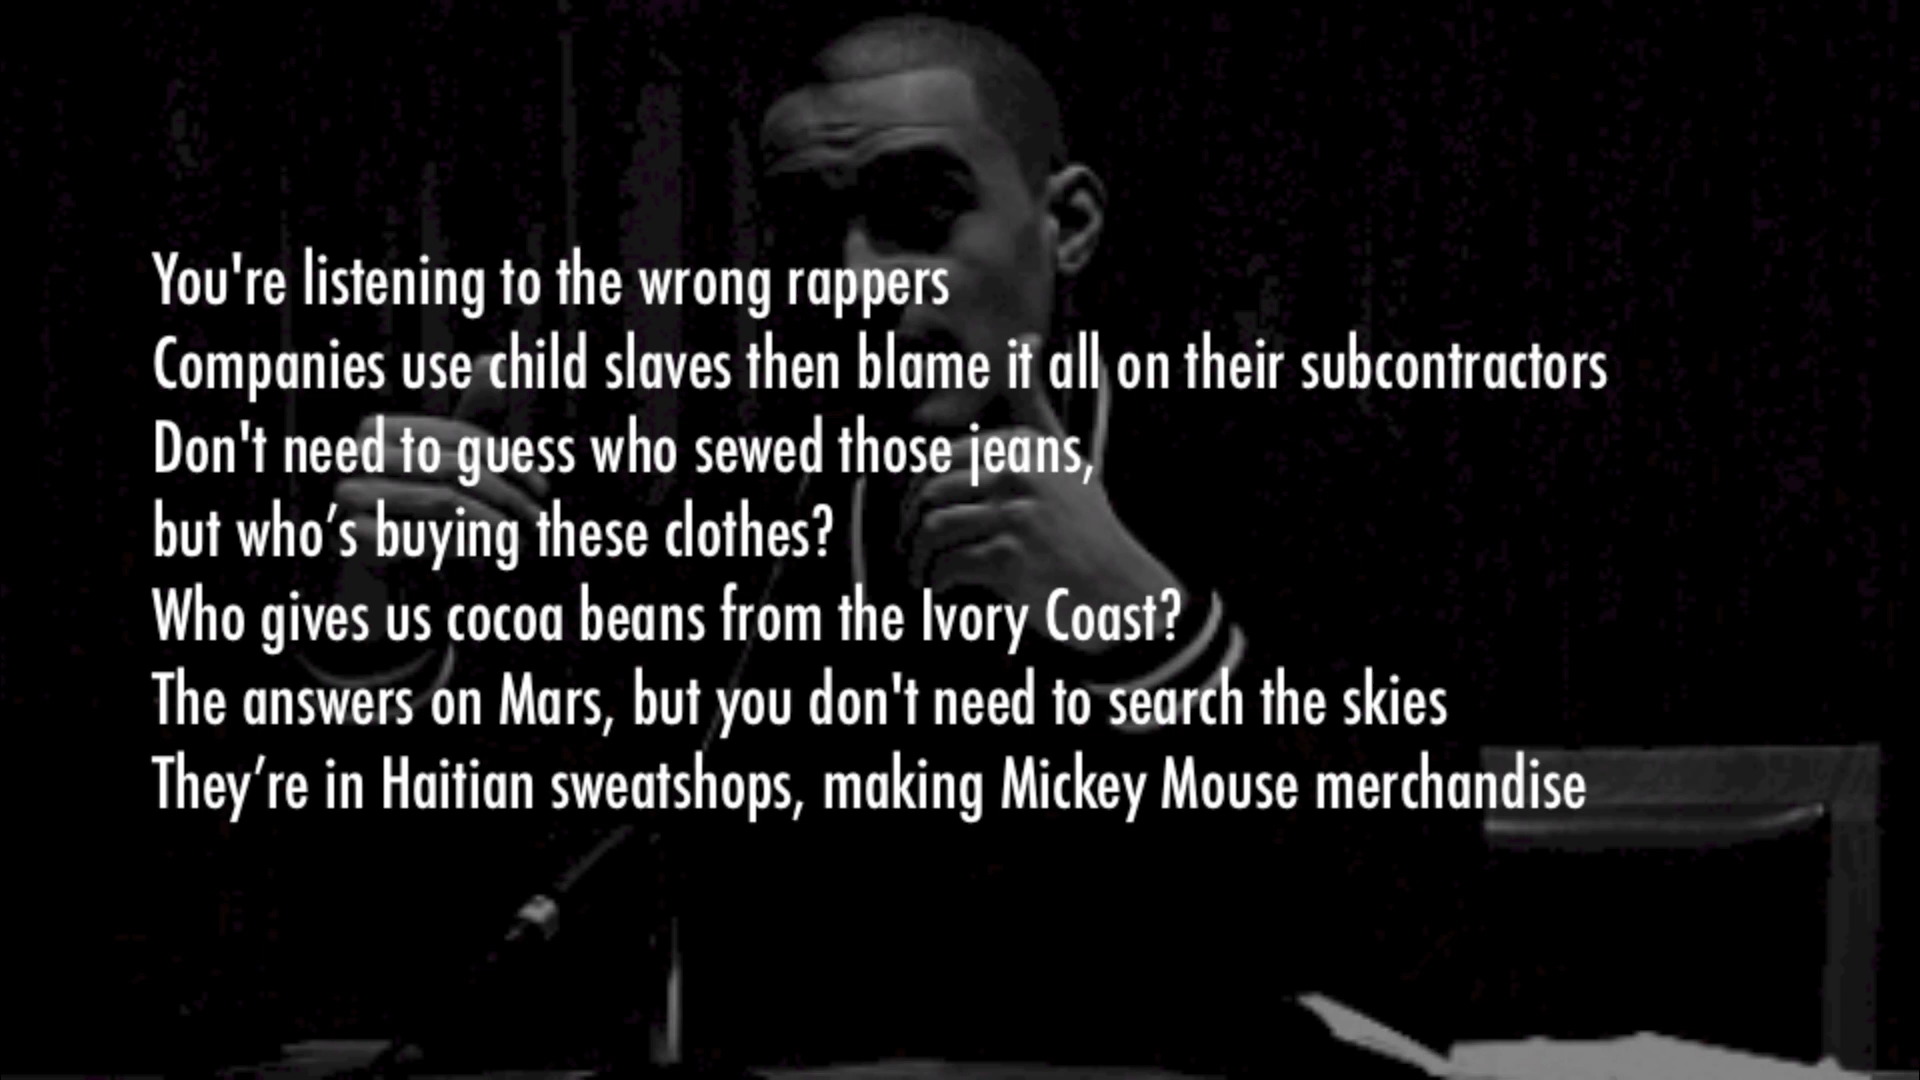 You're listening to the wrong rappers
Companies use child slaves then blame it all on their subcontractors
Don't need to guess who sewed those jeans,
but who’s buying these clothes?
Who gives us cocoa beans from the Ivory Coast?
The answers on Mars, but you don't need to search the skies
They’re in Haitian sweatshops, making Mickey Mouse merchandise